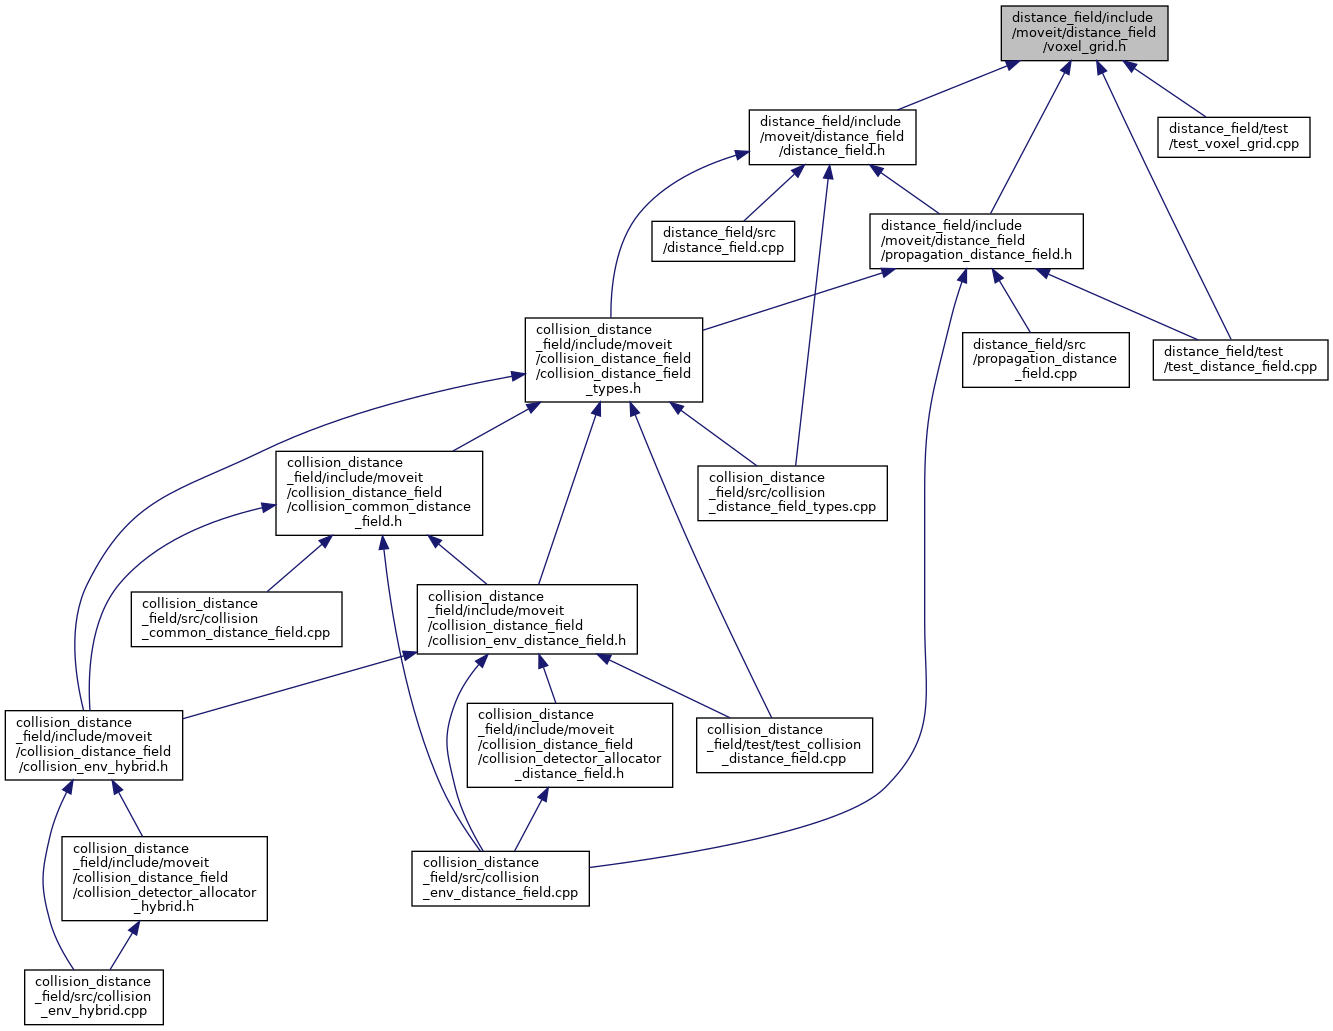 distance_field/include
/moveit/distance_field
/voxel_grid.h
distance_field/include
/moveit/distance_field
/distance_field.h
distance_field/test
/test_voxel_grid.cpp
distance_field/src
/distance_field.cpp
distance_field/include
/moveit/distance_field
/propagation_distance_field.h
collision_distance
_field/include/moveit
/collision_distance_field
/collision_distance_field
_types.h
distance_field/src
/propagation_distance
_field.cpp
distance_field/test
/test_distance_field.cpp
collision_distance
_field/include/moveit
/collision_distance_field
/collision_common_distance
_field.h
collision_distance
_field/src/collision
_distance_field_types.cpp
collision_distance
_field/src/collision
_common_distance_field.cpp
collision_distance
_field/include/moveit
/collision_distance_field
/collision_env_distance_field.h
collision_distance
_field/include/moveit
/collision_distance_field
/collision_env_hybrid.h
collision_distance
_field/include/moveit
/collision_distance_field
/collision_detector_allocator
_distance_field.h
collision_distance
_field/test/test_collision
_distance_field.cpp
collision_distance
_field/include/moveit
/collision_distance_field
/collision_detector_allocator
_hybrid.h
collision_distance
_field/src/collision
_env_distance_field.cpp
collision_distance
_field/src/collision
_env_hybrid.cpp